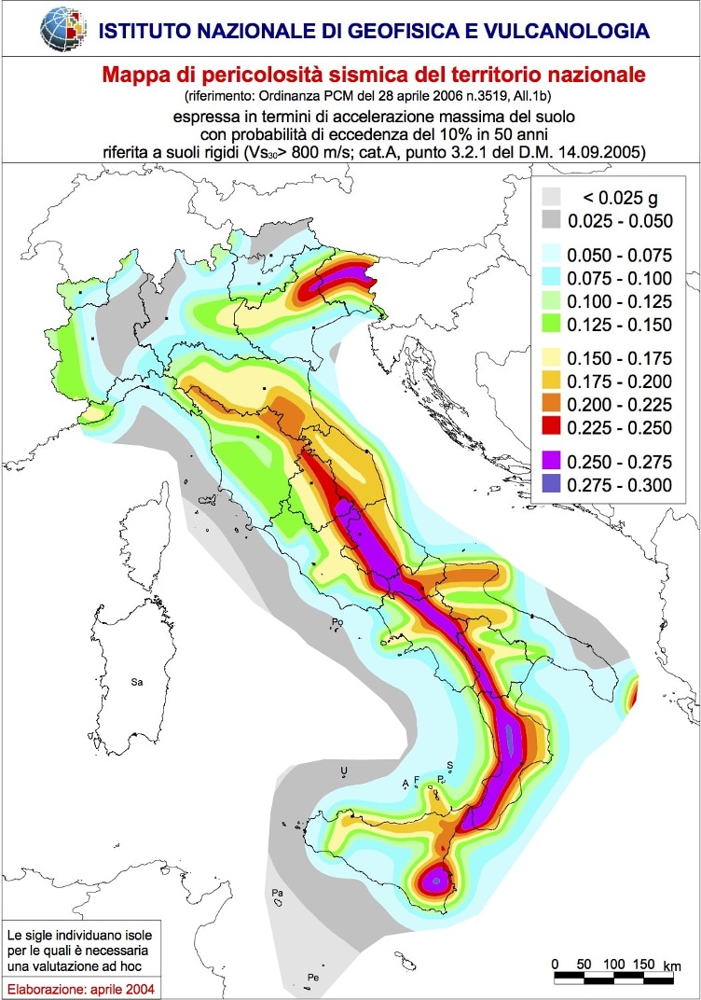 ISTITUTO NAZIONALE DI GEOFISICA E VULCANOLOGIA
Mappa di pericolosità sismica del territorio nazionale
(riferimento: Ordinanza PCM del 28 aprile 2006 n.3519, All.1b)
espressa in termini di accelerazione massima del suolo
con probabilità di eccedenza del 10% in 50 anni
riferita a suoli rigidi (Vs30> 800 m/s; cat.A, punto 3.2.1 del D.M. 14.09.2005)
< 0.025 g
0.025 - 0.050
0.050 - 0.075
0.075 - 0.100
0.100 - 0.125
0.125 - 0.150
0.150 - 0.175
0.175 - 0.200
0.200 - 0.225
0.225 - 0.250
0.250 - 0.275
0.275 - 0.300
Po
Sa
U
A
F
P
S
Pa
Pe
Le sigle individuano isole
per le quali è necessaria
una valutazione ad hoc
Elaborazione: aprile 2004
0 50 100 150 km